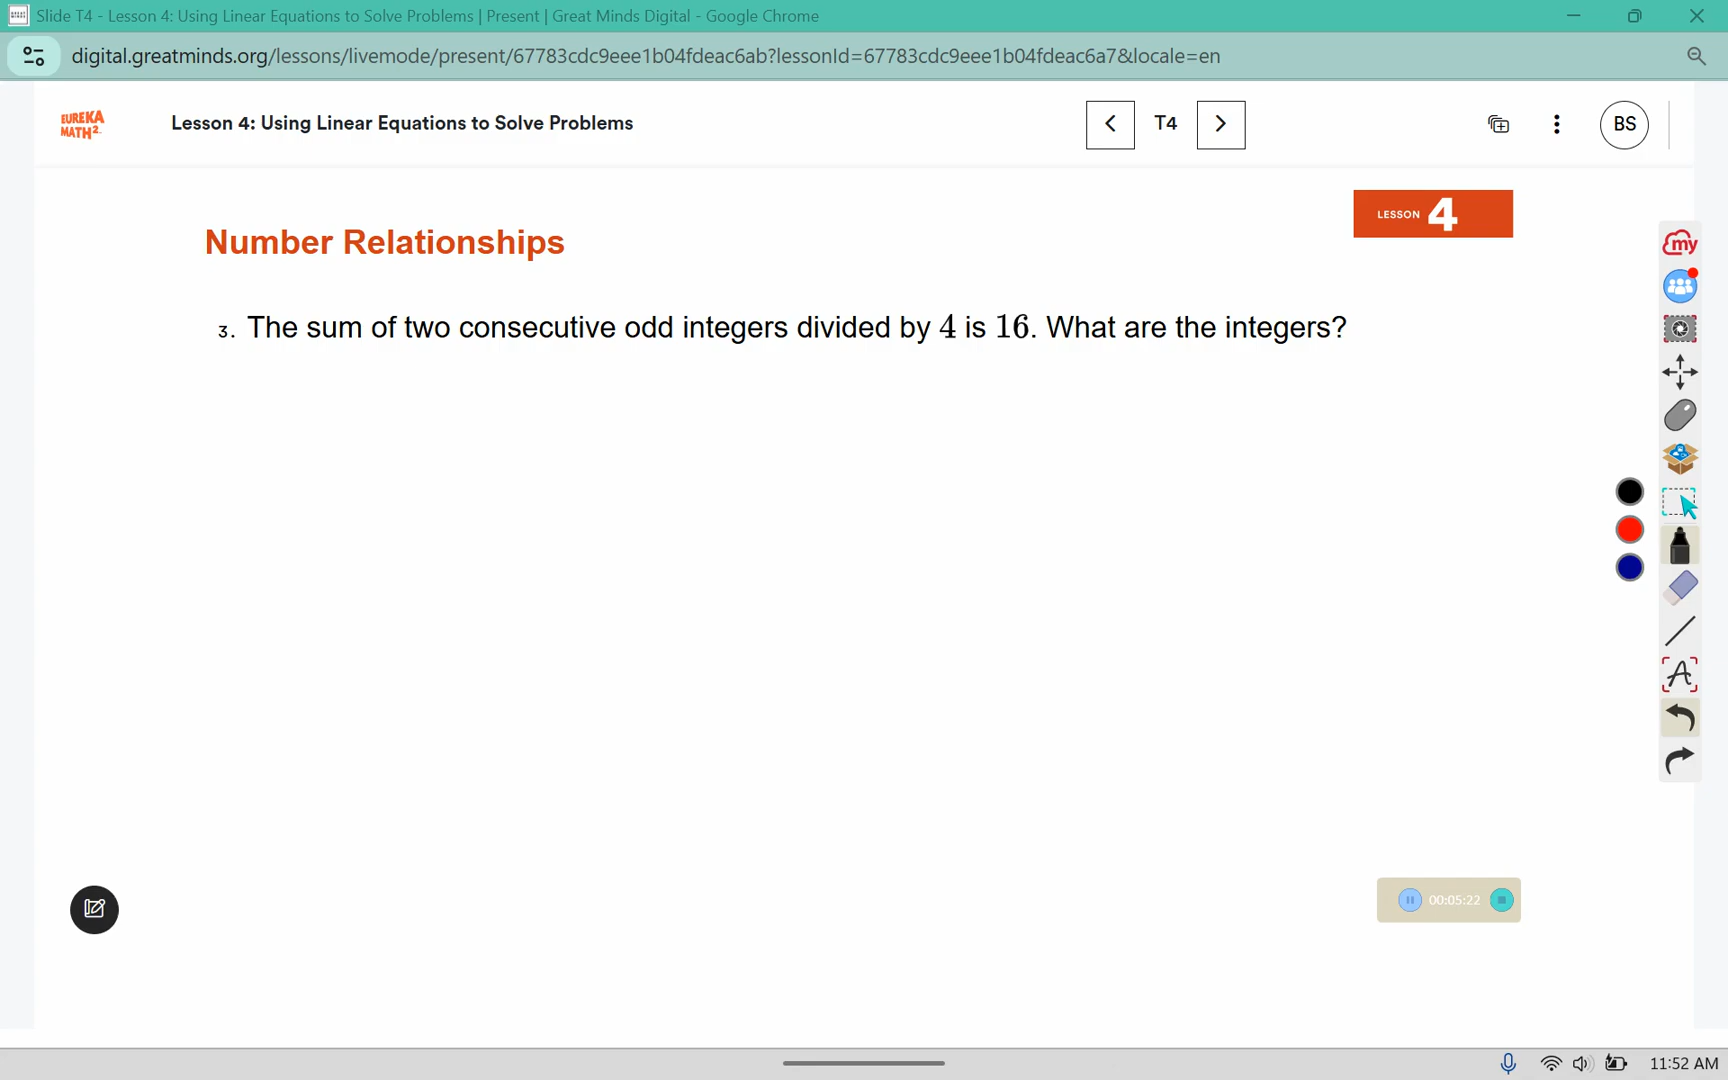 Slide T4 - Lesson 4: Using Linear Equations to Solve Problems | Present | Great Minds Digital - Google Chrome
digital.greatminds.org/lessons/livemode/present/67783cdc9eee1b04fdeac6ab?lessonId=67783cdc9eee1b04fdeac6a7&locale=en
EUREKA
MATH²
Lesson 4: Using Linear Equations to Solve Problems
T4
BS
LESSON 4
Number Relationships
my
3. The sum of two consecutive odd integers divided by 4 is 16. What are the integers?
A
00:05:22
11:52 AM